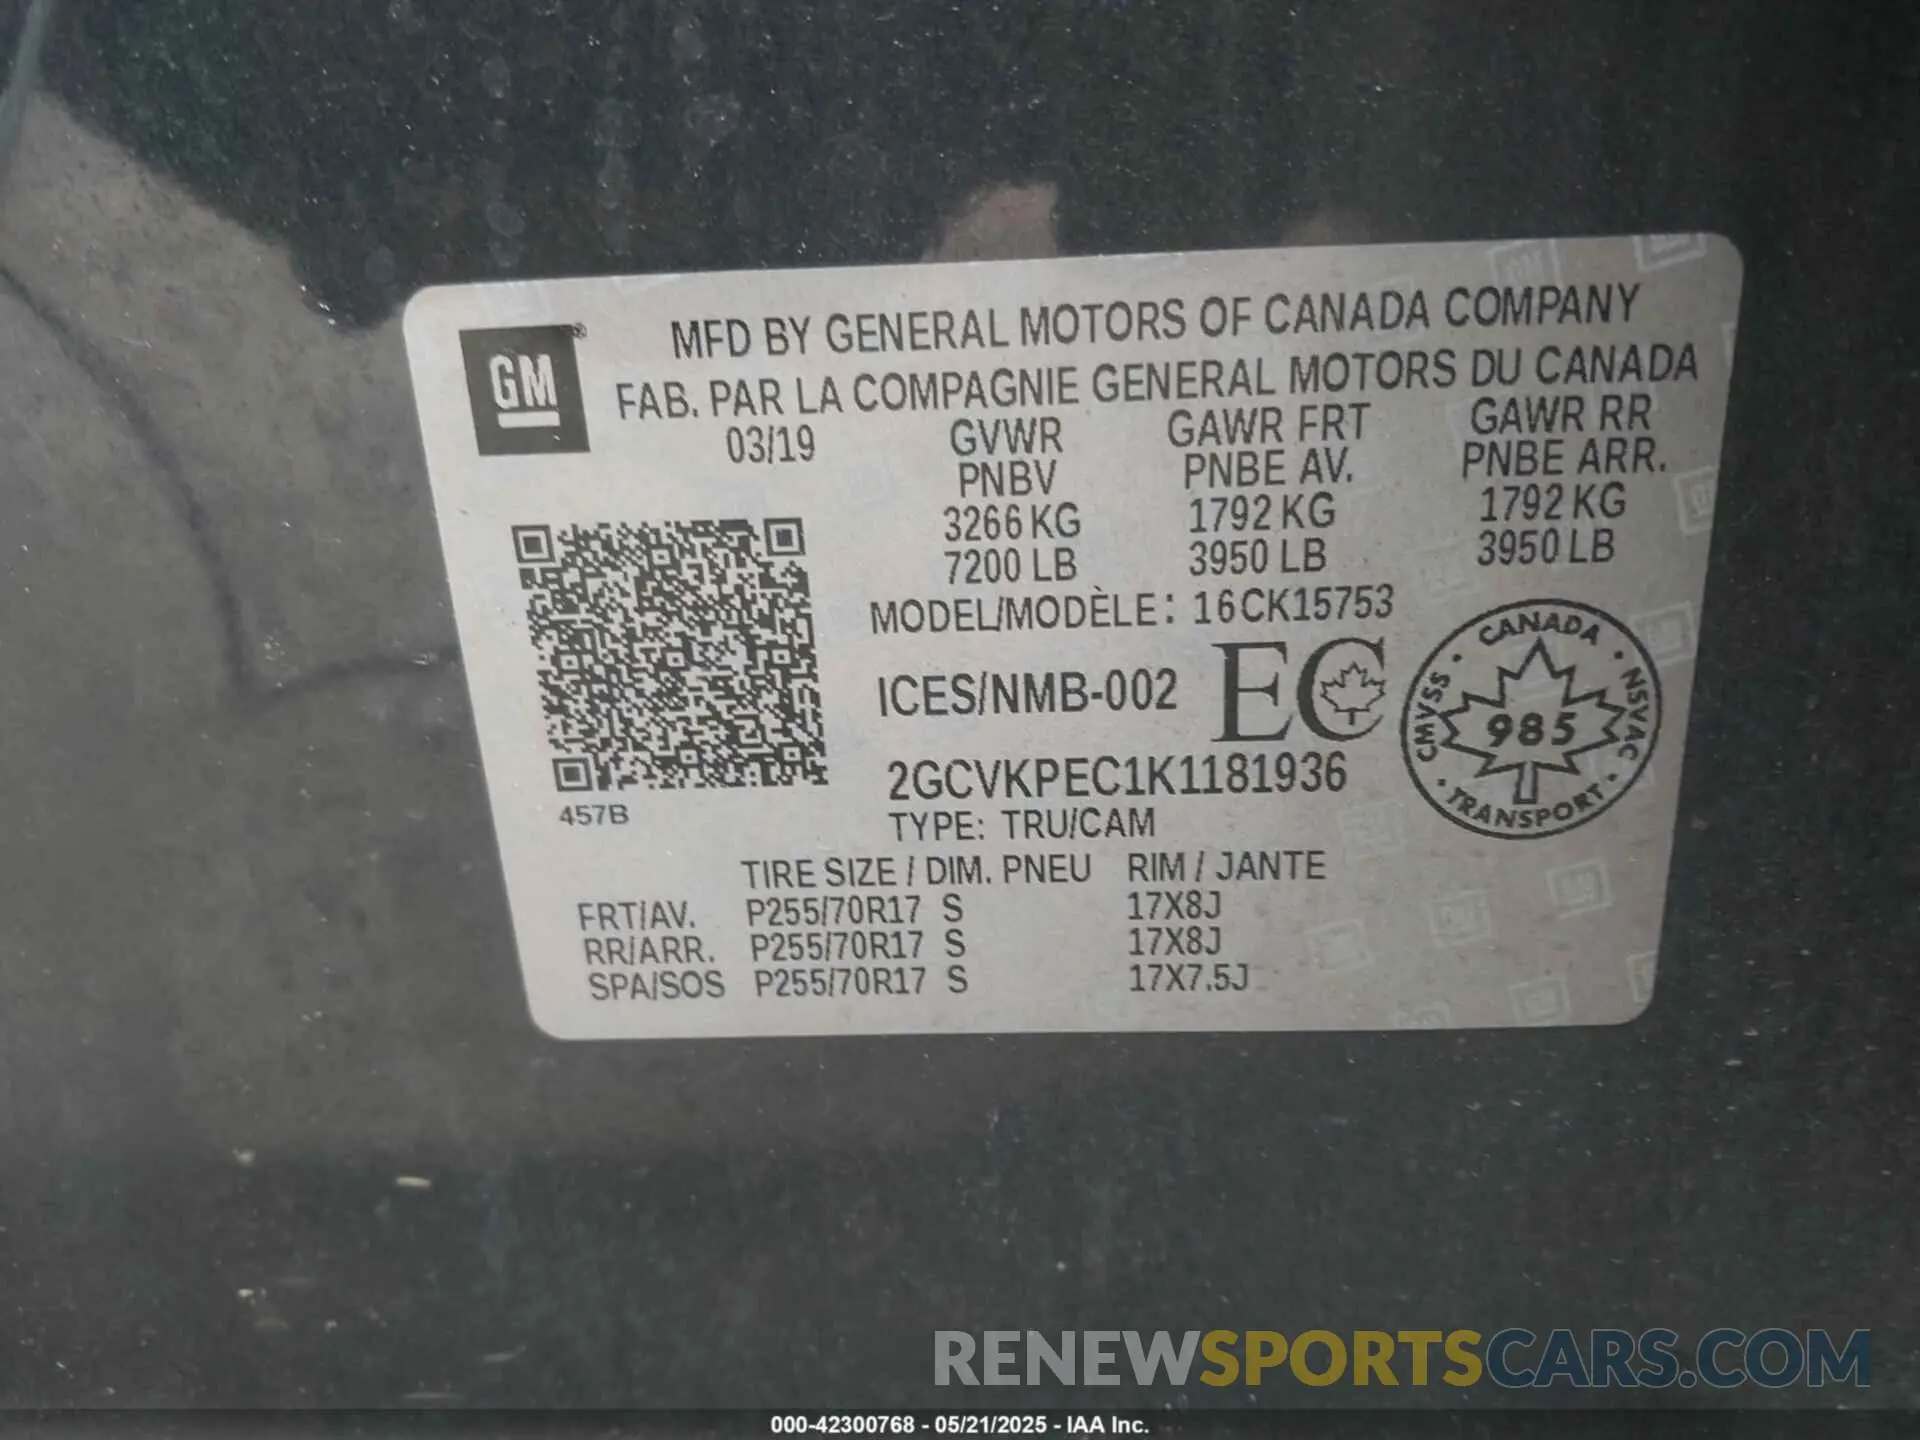 GM®
MFD BY GENERAL MOTORS OF CANADA COMPANY
FAB. PAR LA COMPAGNIE GENERAL MOTORS DU CANADA
03/19 GVWR GAWR FRT GAWR RR
PNBV PNBE AV. PNBE ARR.
3266 KG 1792 KG 1792 KG
7200 LB 3950 LB 3950 LB
MODEL/MODÈLE: 16CK15753
ICES/NMB-002 EC
CANADA · NSVAC · TRANSPORT · CMVSS ·
985
2GCVKPEC1K1181936
457B
TYPE: TRU/CAM
TIRE SIZE / DIM. PNEU RIM / JANTE
FRT/AV. P255/70R17 S 17X8J
RR/ARR. P255/70R17 S 17X8J
SPA/SOS P255/70R17 S 17X7.5J
RENEWSPORTSCARS.COM
000-42300768 - 05/21/2025 - IAA Inc.